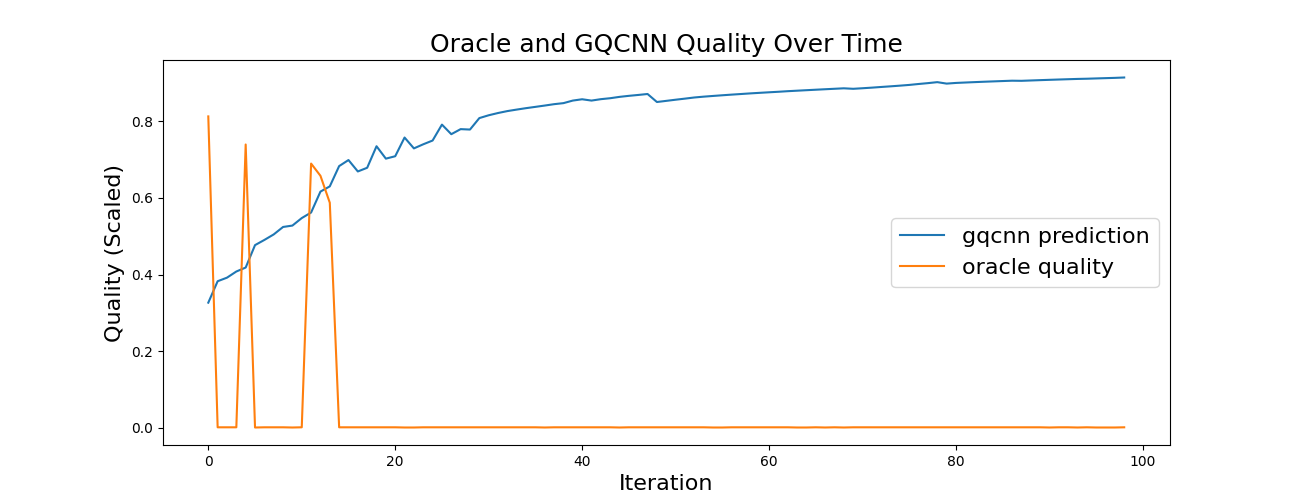 Oracle and GQCNN Quality Over Time
Quality (Scaled)
0.8
0.6
0.4
0.2
0.0
gqcnn prediction
oracle quality
0 20 40 60 80 100
Iteration